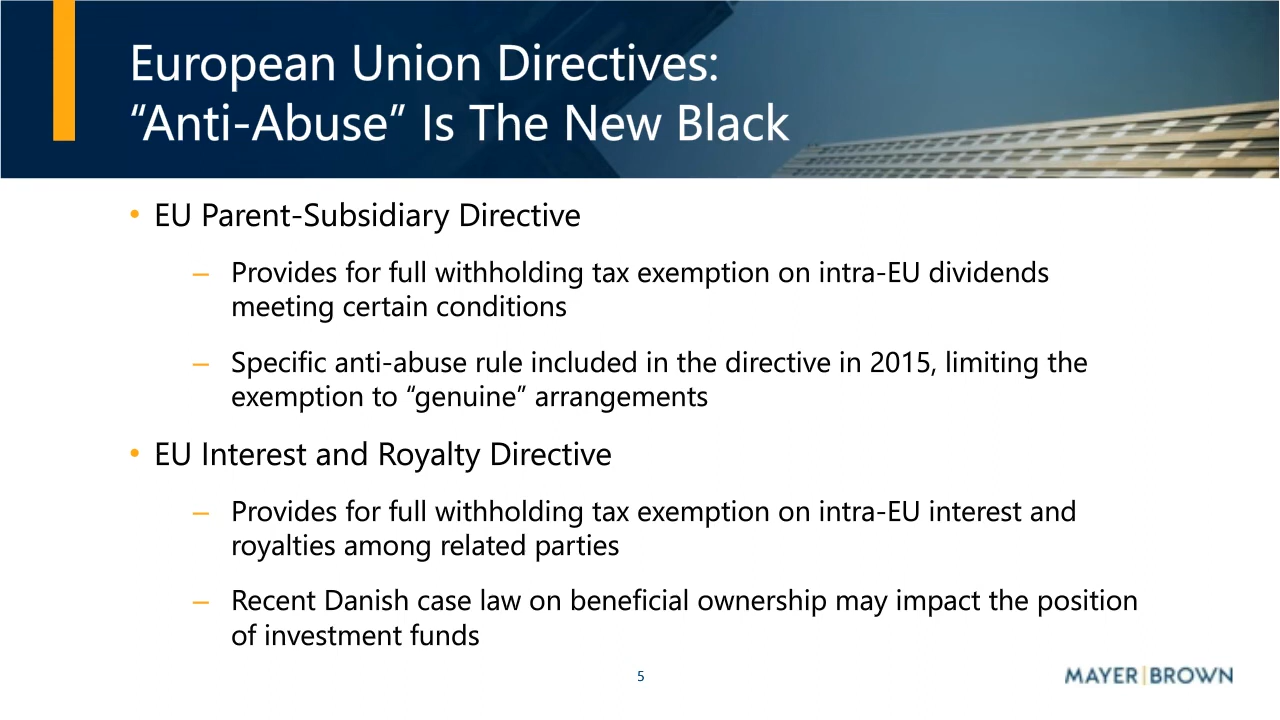 European Union Directives:
“Anti-Abuse” Is The New Black
• EU Parent-Subsidiary Directive
– Provides for full withholding tax exemption on intra-EU dividends
meeting certain conditions
– Specific anti-abuse rule included in the directive in 2015, limiting the
exemption to “genuine” arrangements
• EU Interest and Royalty Directive
– Provides for full withholding tax exemption on intra-EU interest and
royalties among related parties
– Recent Danish case law on beneficial ownership may impact the position
of investment funds
5
MAYER|BROWN